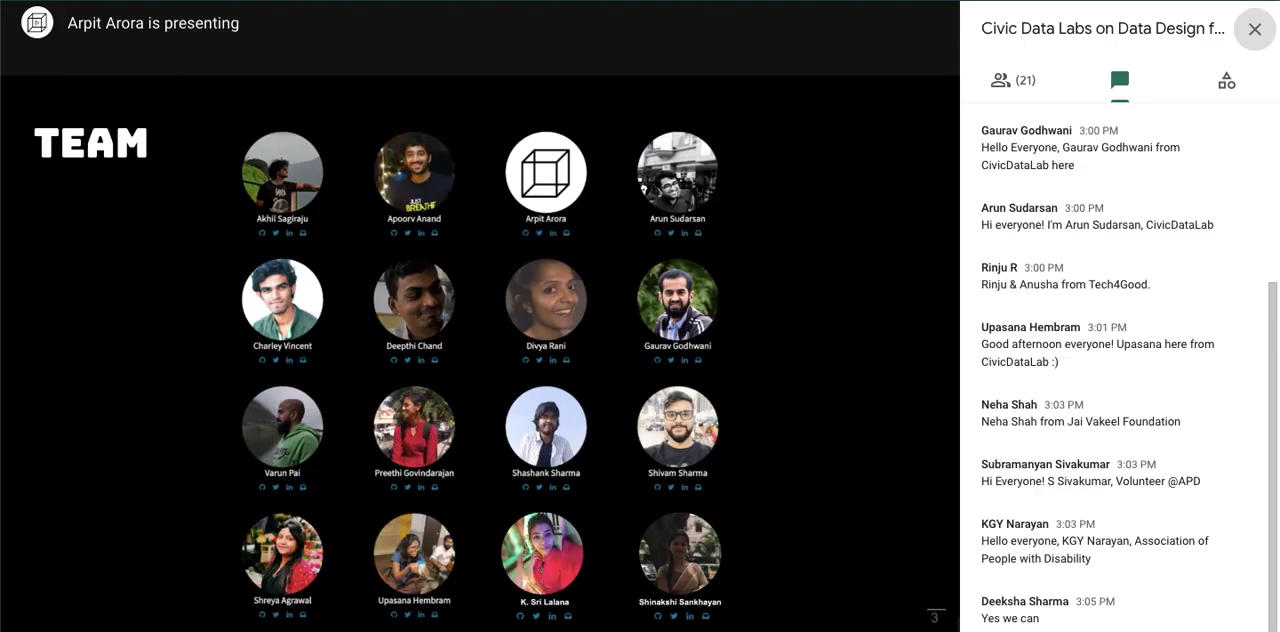 Arpit Arora is presenting
TEAM
JUST
BREATHE
Akhil Sagiraju
Apoorv Anand
Arpit Arora
Arun Sudarsan
Charley Vincent
Deepthi Chand
Divya Rani
Gaurav Godhwani
Varun Pai
Preethi Govindarajan
Shashank Sharma
Shivam Sharma
Shreya Agrawal
Upasana Hembram
K. Sri Lalana
Shinakshi Sankhayan
3
Civic Data Labs on Data Design f...
(21)
Gaurav Godhwani 3:00 PM
Hello Everyone, Gaurav Godhwani from
CivicDataLab here
Arun Sudarsan 3:00 PM
Hi everyone! I'm Arun Sudarsan, CivicDataLab
Rinju R 3:00 PM
Rinju & Anusha from Tech4Good.
Upasana Hembram 3:01 PM
Good afternoon everyone! Upasana here from
CivicDataLab :)
Neha Shah 3:03 PM
Neha Shah from Jai Vakeel Foundation
Subramanyan Sivakumar 3:03 PM
Hi Everyone! S Sivakumar, Volunteer @APD
KGY Narayan 3:03 PM
Hello everyone, KGY Narayan, Association of
People with Disability
Deeksha Sharma 3:05 PM
Yes we can